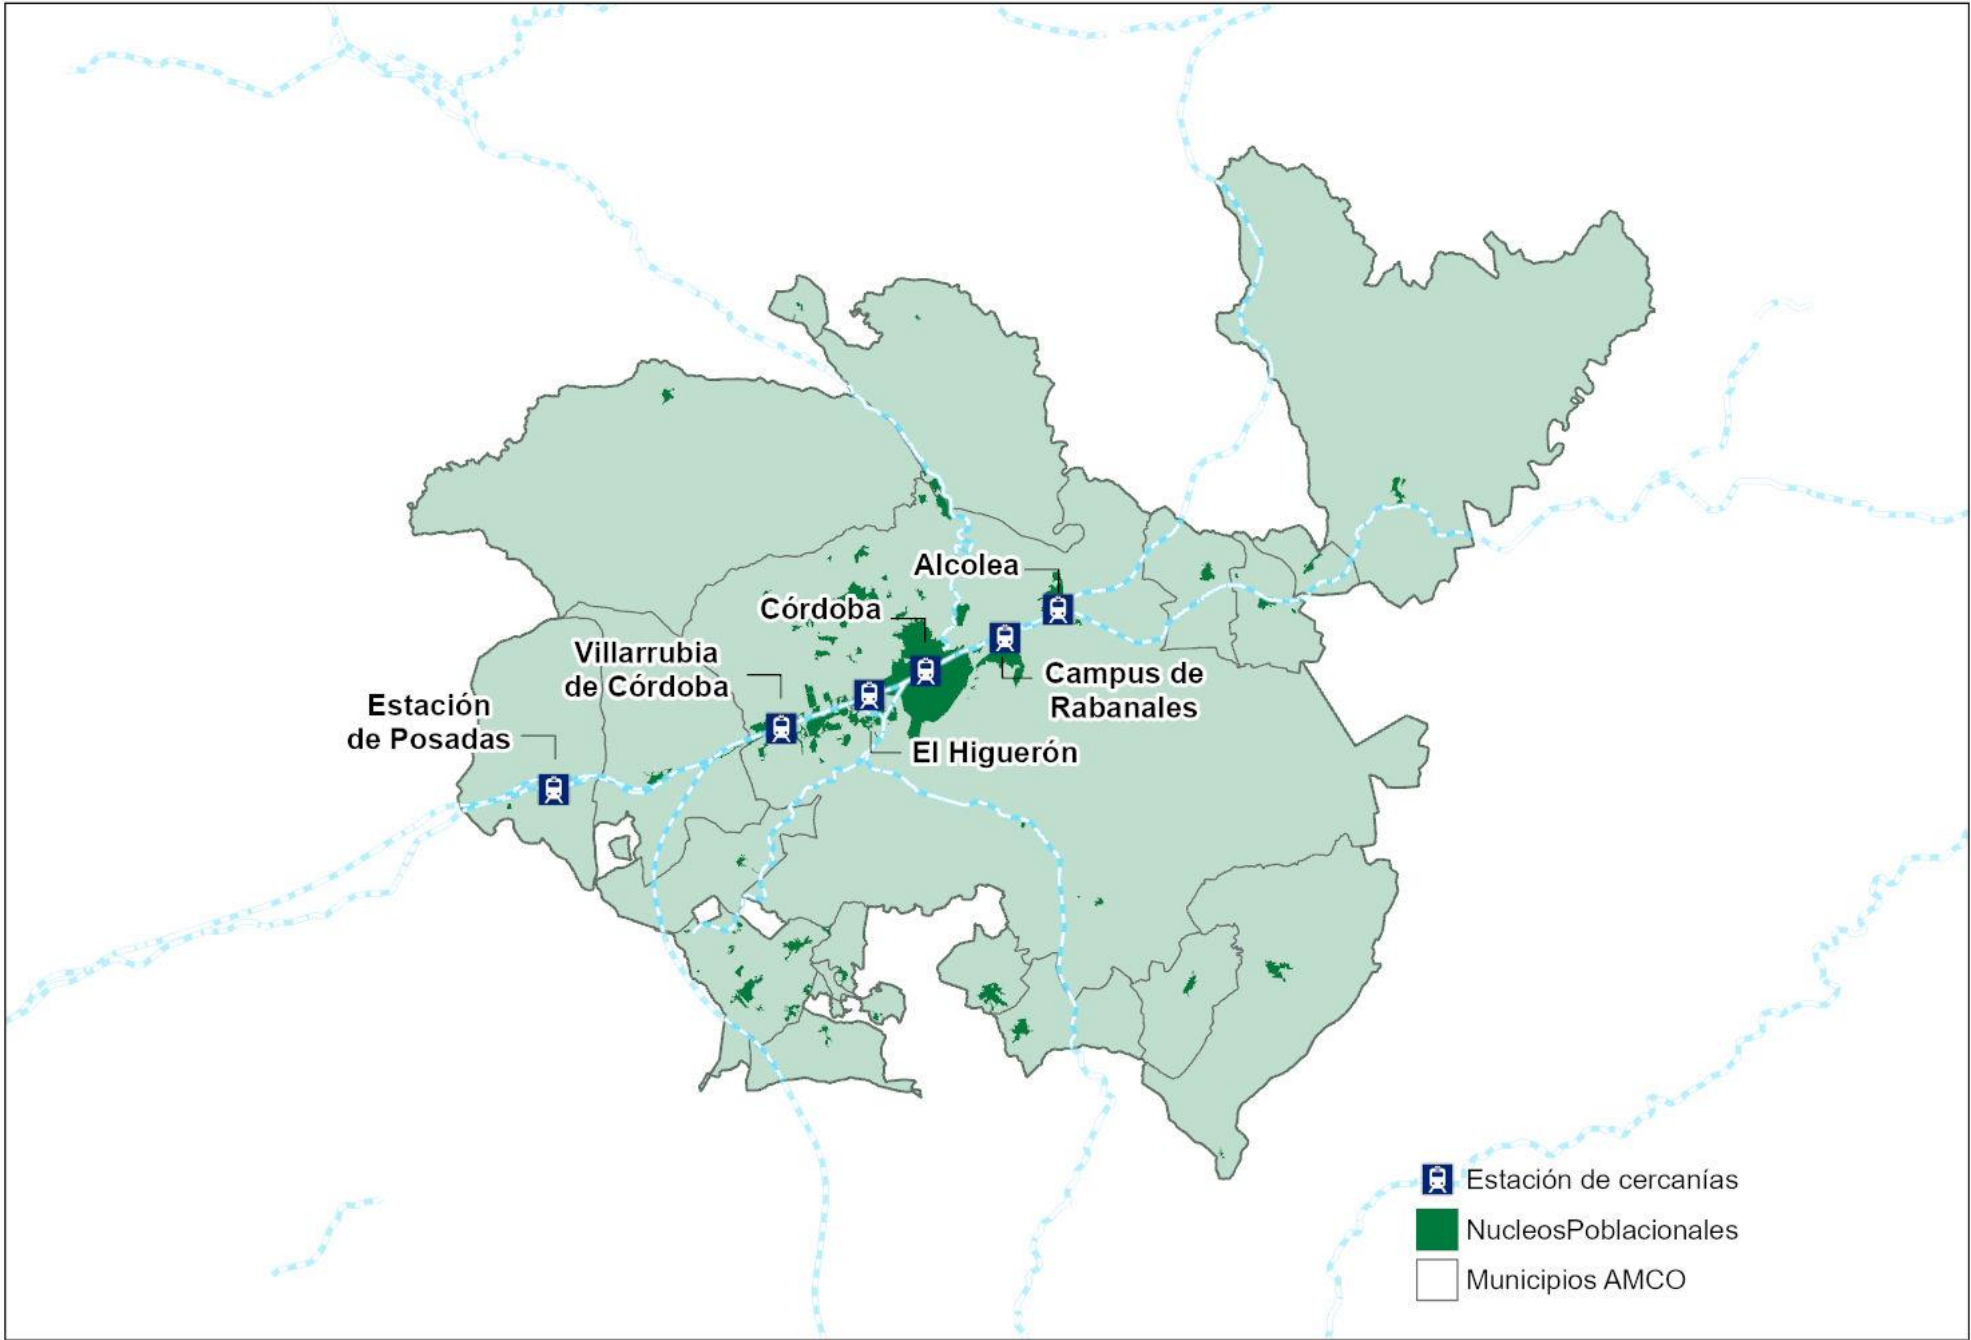 Alcolea
Córdoba
Villarrubia
de Córdoba
Estación
de Posadas
Campus de
Rabanales
El Higuerón
Estación de cercanías
NucleosPoblacionales
Municipios AMCO